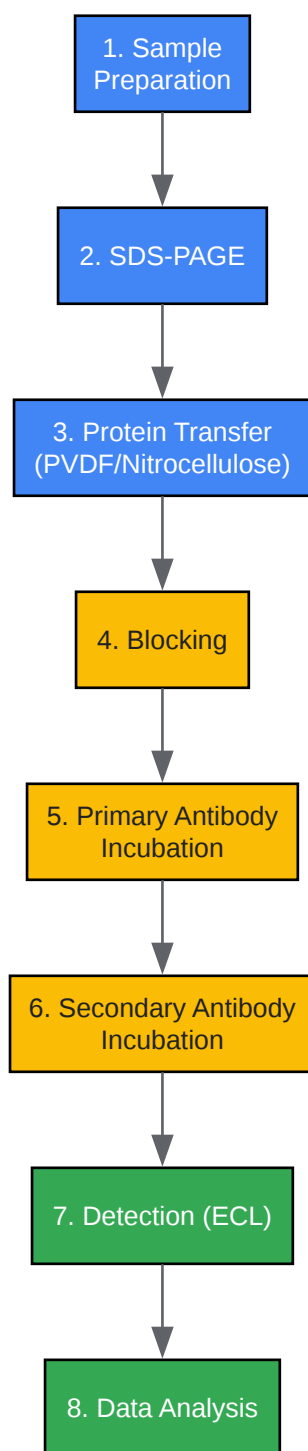 1. Sample
Preparation
2. SDS-PAGE
3. Protein Transfer
(PVDF/Nitrocellulose)
4. Blocking
5. Primary Antibody
Incubation
6. Secondary Antibody
Incubation
7. Detection (ECL)
8. Data Analysis